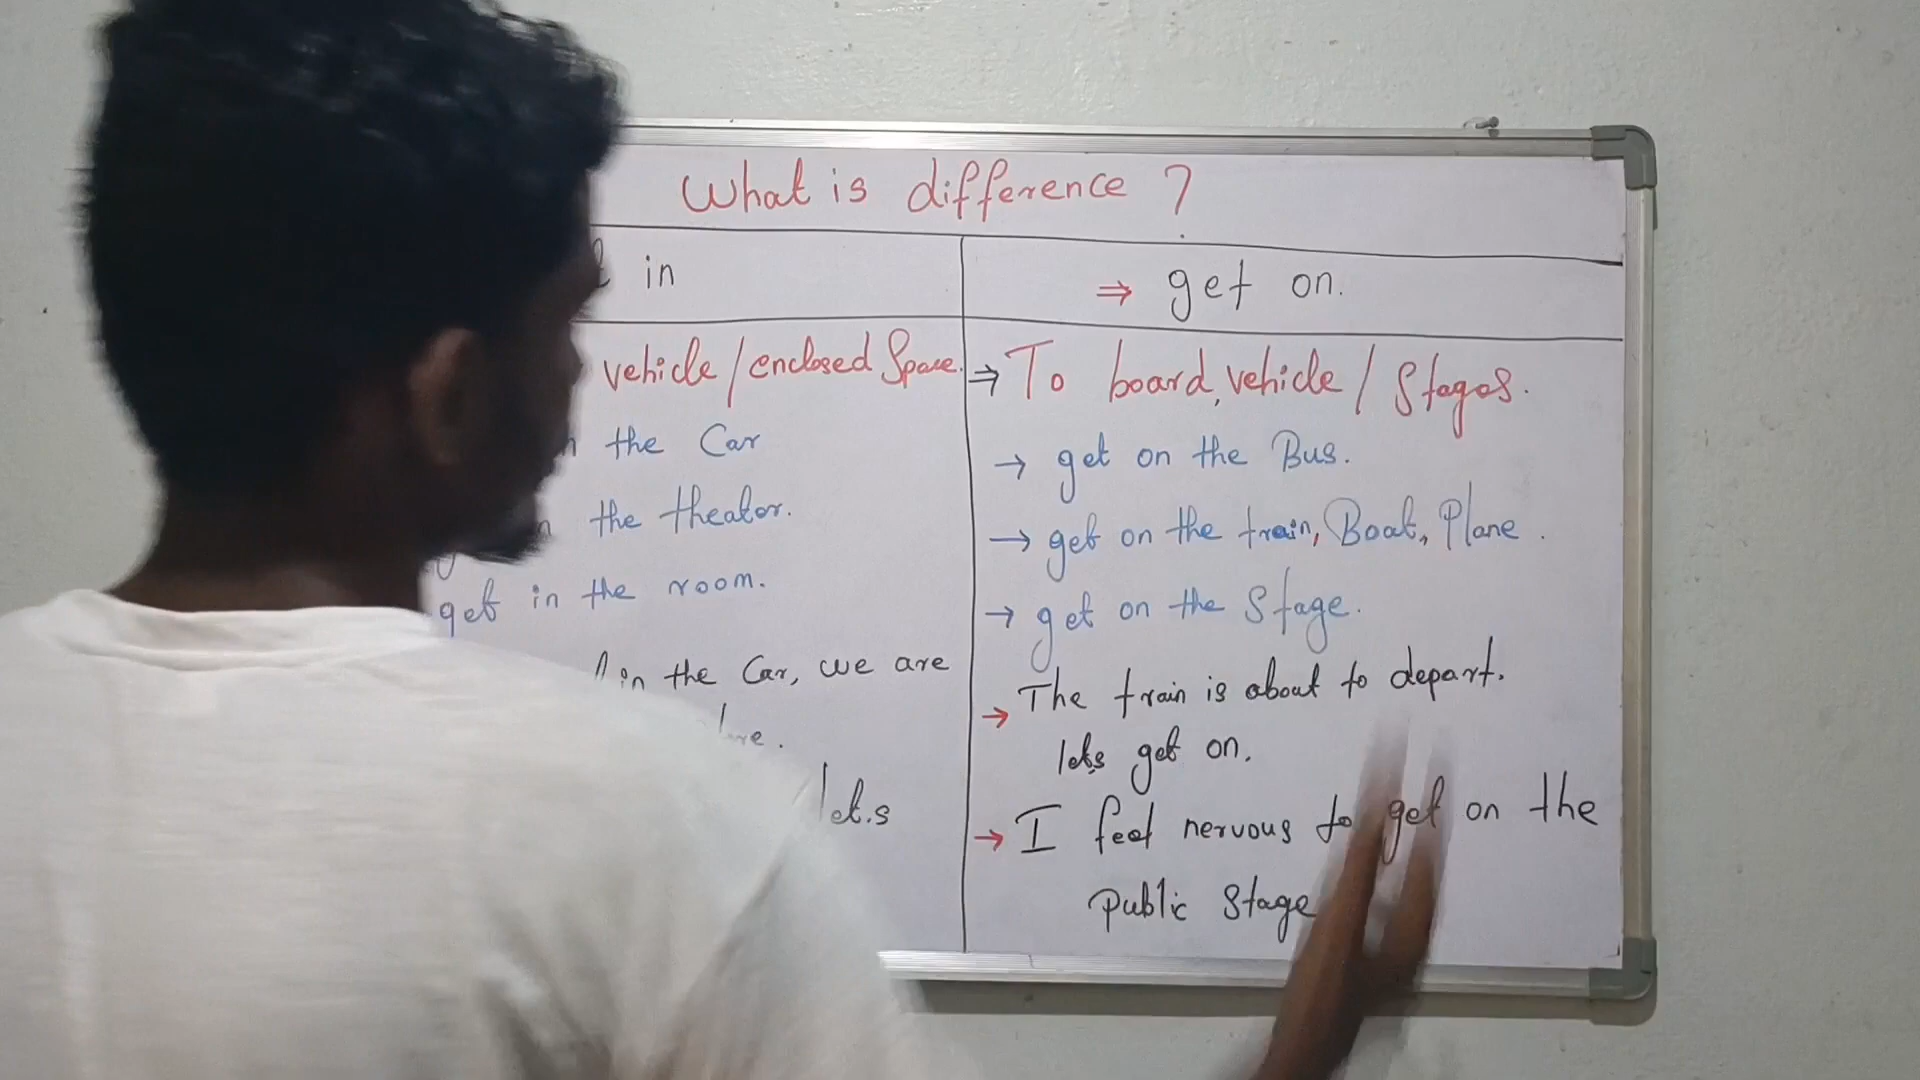 What is difference ?
in
⇒ get on.
vehicle / enclosed Space.
⇒ To board, vehicle / Stages.
the Car
→ get on the Bus.
the theator.
→ get on the train, Boat, Plane.
get in the room.
→ get on the Stage.
in the Car, we are
→ The train is about to depart.
lets get on.
let.s
→ I feel nervous to get on the
Public Stage